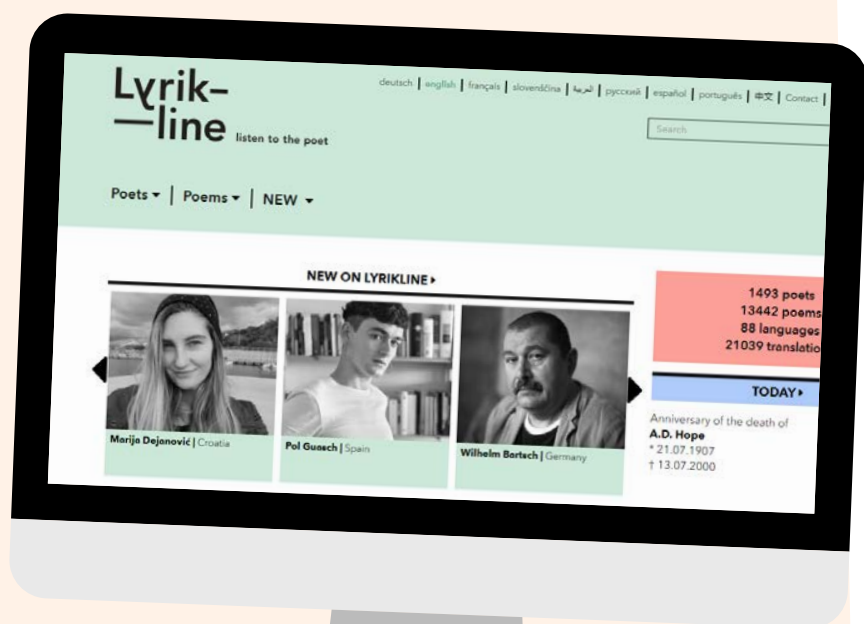 Lyrik–
—line listen to the poet
deutsch | english | français | slovenščina | العربية | русский | español | português | 中文 | Contact |
Search
Poets | Poems | NEW
NEW ON LYRIKLINE
Marija Dejanović | Croatia
Pol Guasch | Spain
Wilhelm Bartsch | Germany
1493 poets
13442 poems
88 languages
21039 translatio
TODAY
Anniversary of the death of
A.D. Hope
* 21.07.1907
† 13.07.2000